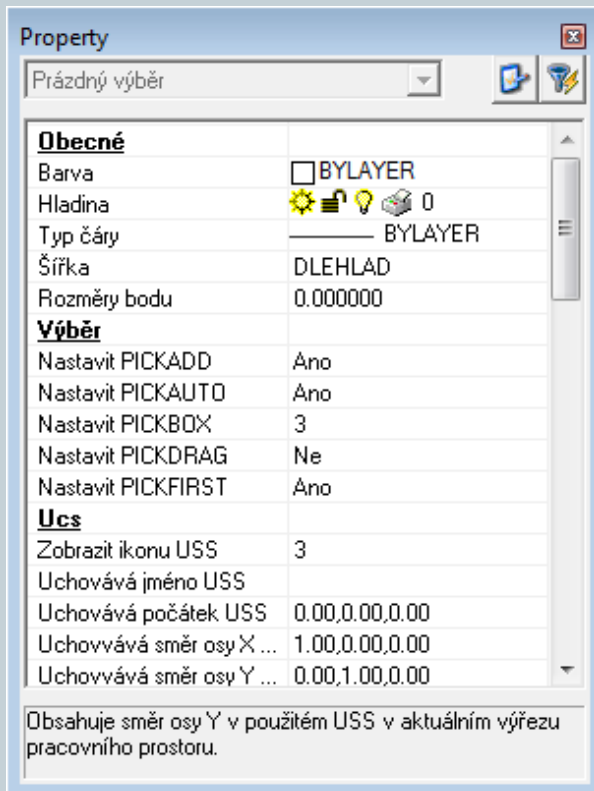 Property
Prázdný výběr
Obecné
Barva BYLAYER
Hladina 0
Typ čáry BYLAYER
Šířka DLEHLAD
Rozměry bodu 0.000000
Výběr
Nastavit PICKADD Ano
Nastavit PICKAUTO Ano
Nastavit PICKBOX 3
Nastavit PICKDRAG Ne
Nastavit PICKFIRST Ano
Ucs
Zobrazit ikonu USS 3
Uchovává jméno USS
Uchovává počátek USS 0.00,0.00,0.00
Uchovvává směr osy X ... 1.00,0.00,0.00
Uchovvává směr osy Y ... 0.00,1.00,0.00
Obsahuje směr osy Y v použitém USS v aktuálním výřezu
pracovního prostoru.